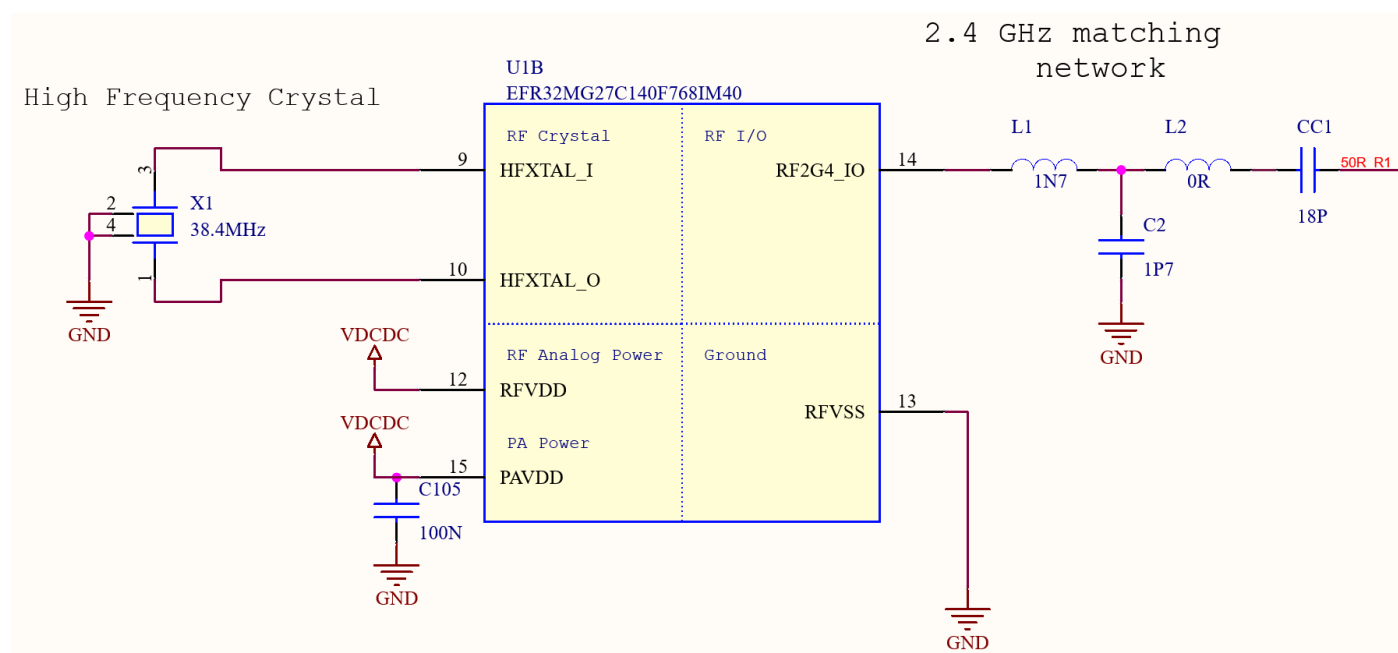 2.4 GHz matching
network
High Frequency Crystal
U1B
EFR32MG27C140F768IM40
RF Crystal
RF I/O
L1
L2
CC1
3
9
HFXTAL_I
RF2G4_IO
14
1N7
0R
50R R1
2
4
X1
38.4MHz
18P
C2
1P7
1
10
HFXTAL_O
GND
GND
VDCDC
RF Analog Power
Ground
12
RFVDD
13
RFVSS
VDCDC
PA Power
15
PAVDD
C105
100N
GND
GND